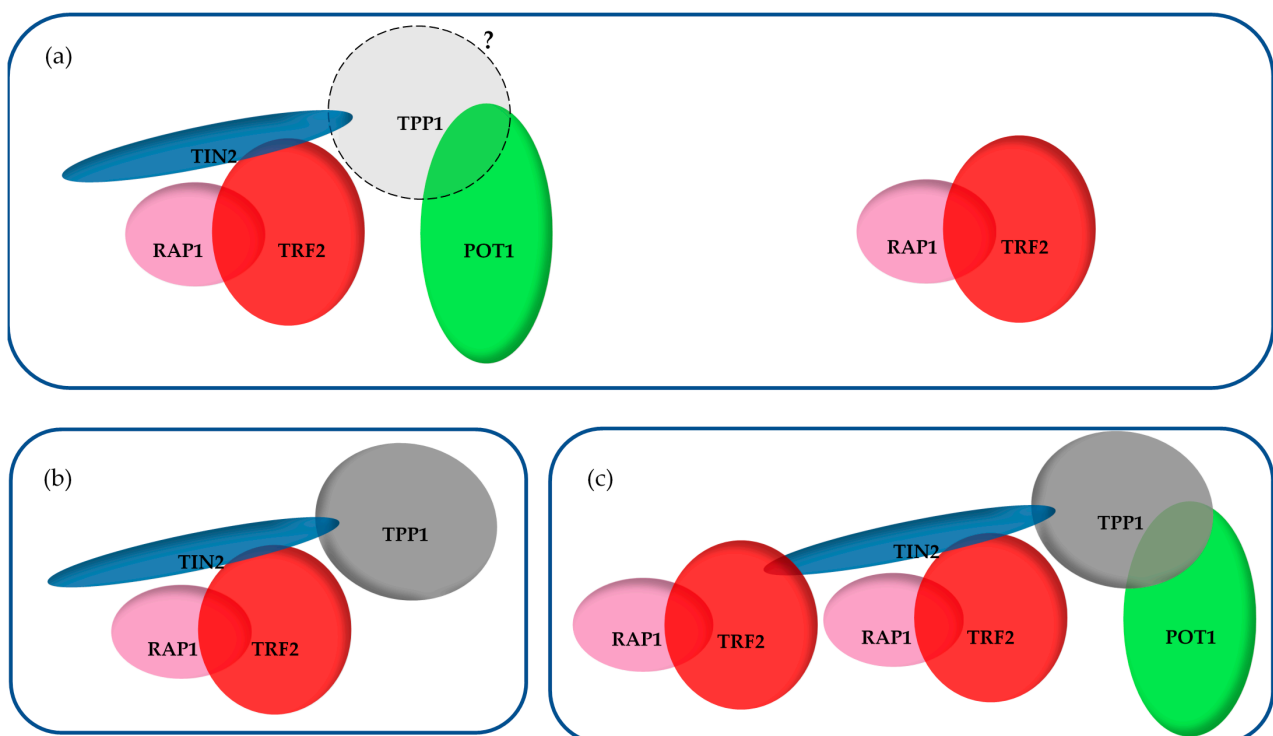 (a)
?
TPP1
TIN2
RAP1
TRF2
POT1
RAP1
TRF2
(b)
TPP1
TIN2
RAP1
TRF2
(c)
TPP1
TIN2
RAP1
TRF2
RAP1
TRF2
POT1